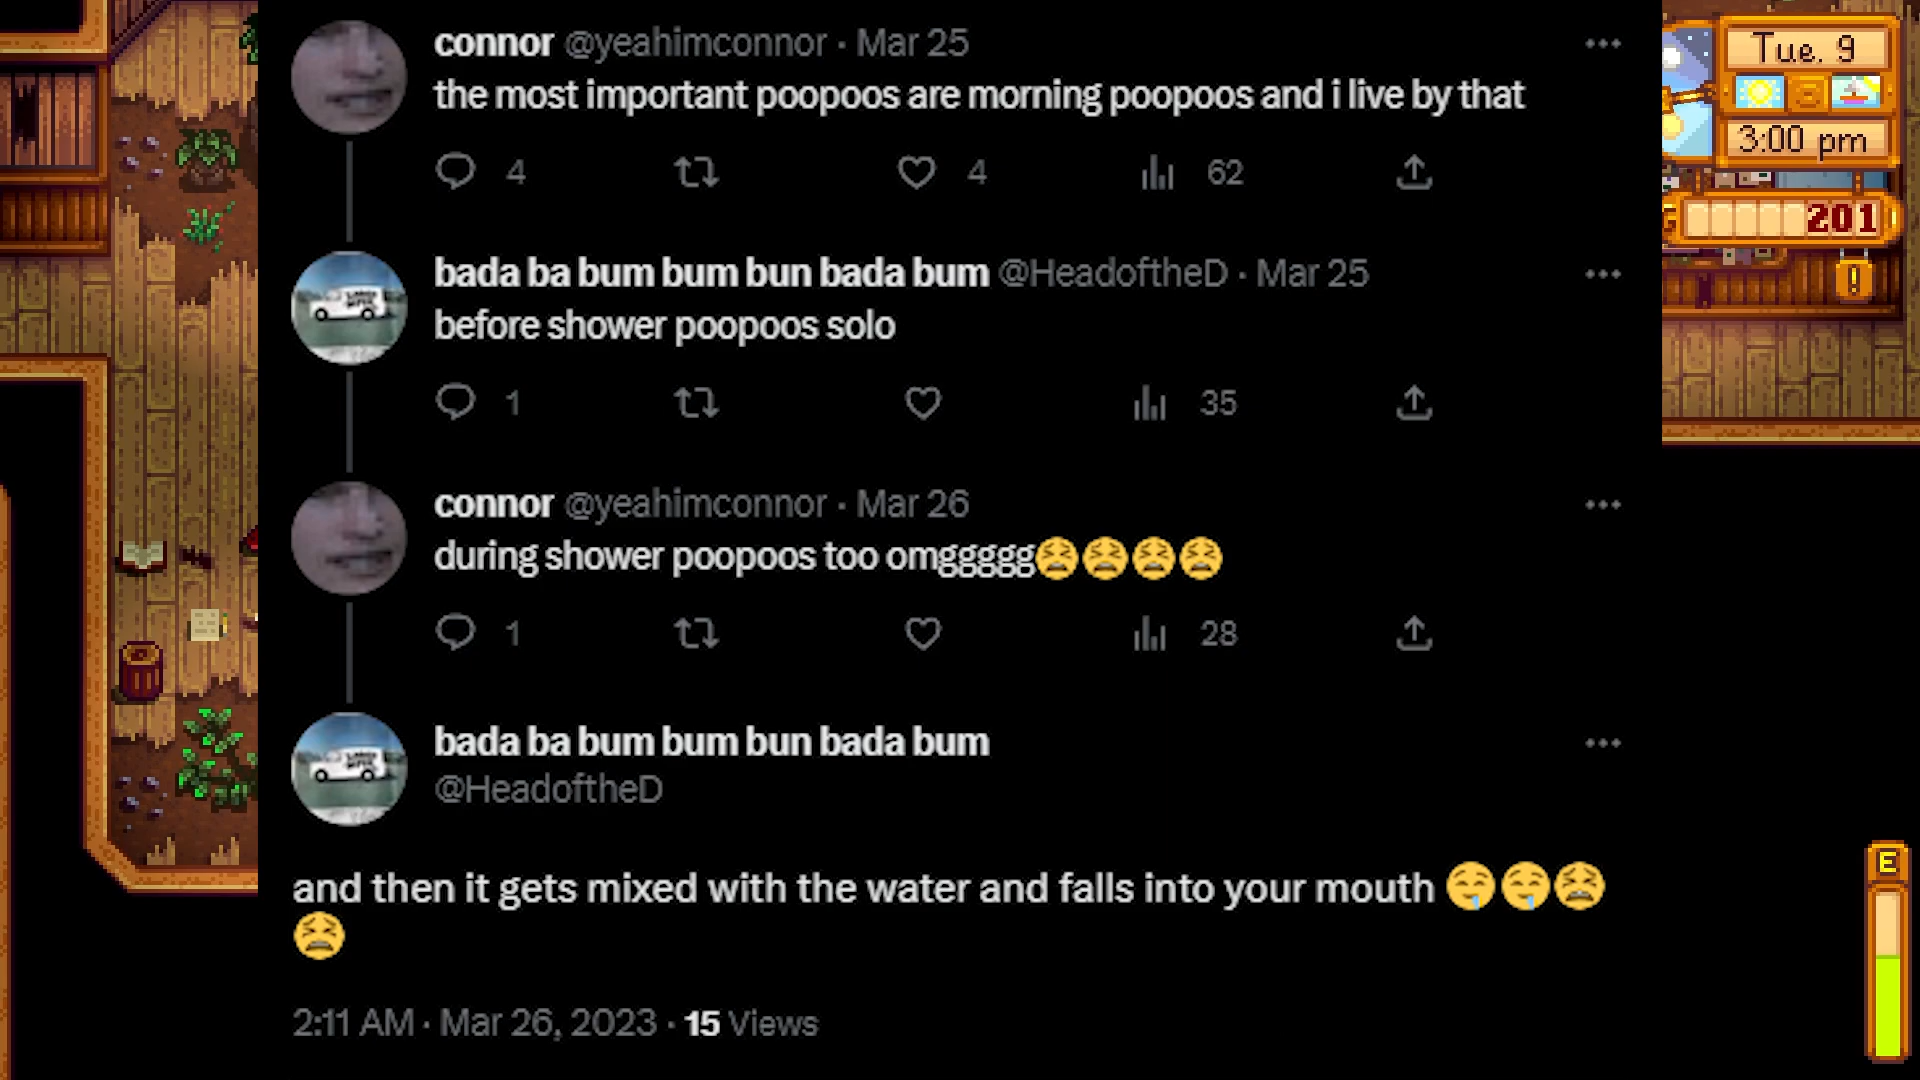 connor @yeahimconnor · Mar 25
the most important poopoos are morning poopoos and i live by that
4 4 62
bada ba bum bum bun bada bum @HeadoftheD · Mar 25
before shower poopoos solo
1 35
connor @yeahimconnor · Mar 26
during shower poopoos too omggggg😫😫😫😫
1 28
bada ba bum bum bun bada bum
@HeadoftheD
and then it gets mixed with the water and falls into your mouth 🤤🤤😫
😫
2:11 AM · Mar 26, 2023 · 15 Views
Tue. 9
3:00 pm
201
!
E